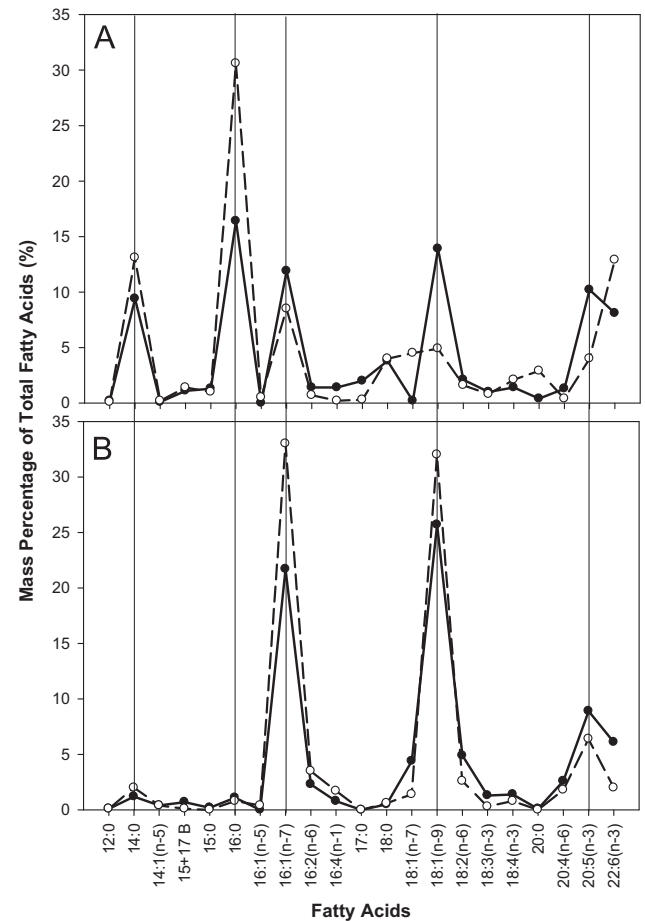 Mass Percentage of Total Fatty Acids (%)
A
35
30
25
20
15
10
5
0
B
35
30
25
20
15
10
5
0
12:0
14:0
14:1(n-5)
15+17 B
15:0
16:0
16:1(n-5)
16:1(n-7)
16:2(n-6)
16:4(n-1)
17:0
18:0
18:1(n-7)
18:1(n-9)
18:2(n-6)
18:3(n-3)
18:4(n-3)
20:0
20:4(n-6)
20:5(n-3)
22:6(n-3)
Fatty Acids